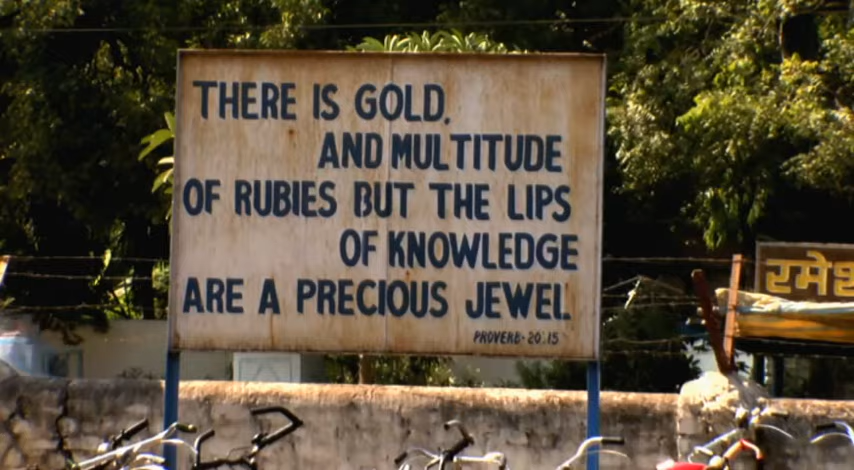 THERE IS GOLD,
AND MULTITUDE
OF RUBIES BUT THE LIPS
OF KNOWLEDGE
ARE A PRECIOUS JEWEL
PROVERB-20:15
रमेश